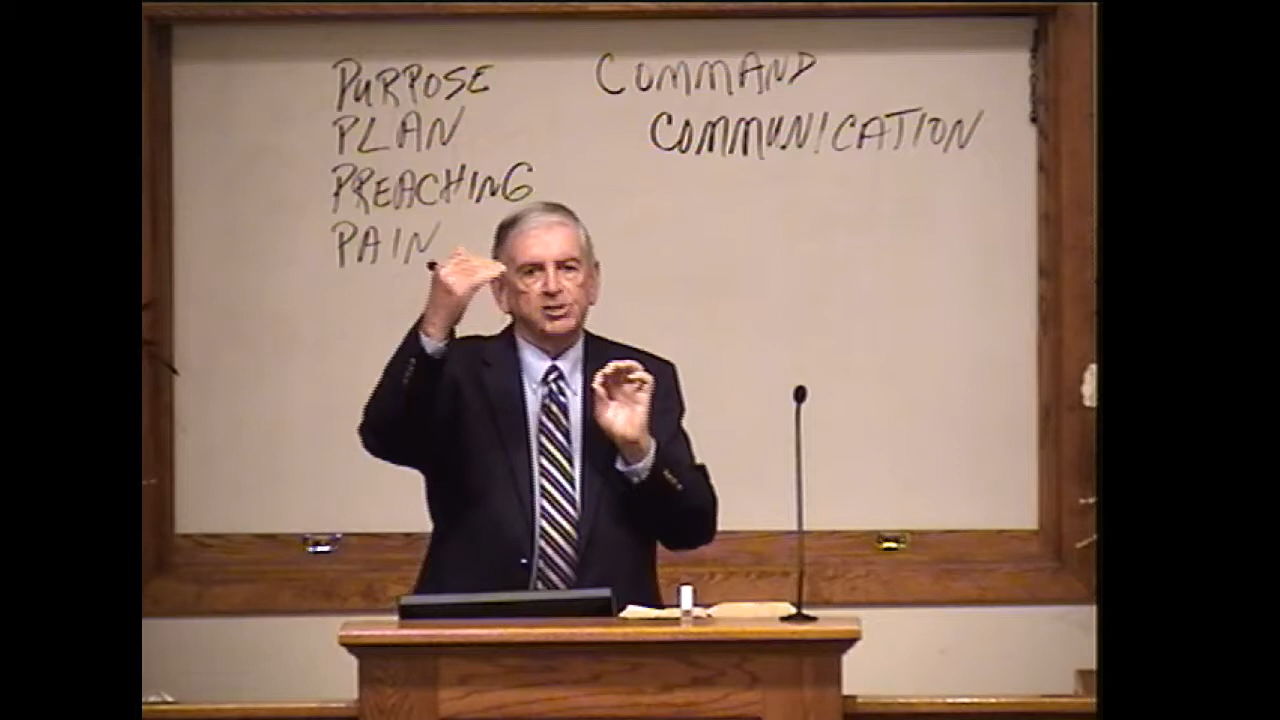 PURPOSE
PLAN
PREACHING
PAIN
COMMAND
COMMUNICATION